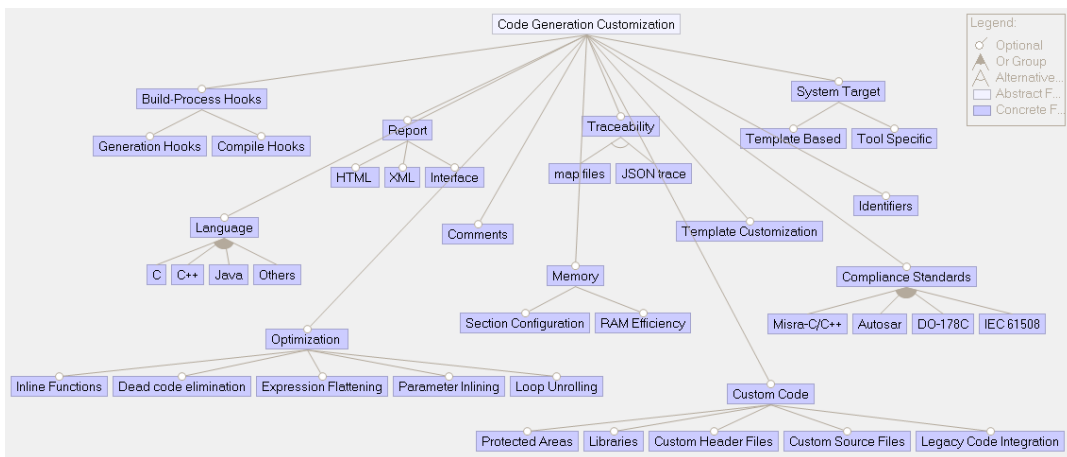 Code Generation Customization
Legend:
Optional
Or Group
Alternative...
Abstract F...
Concrete F...
Build-Process Hooks
System Target
Report
Traceability
Generation Hooks
Compile Hooks
Template Based
Tool Specific
HTML
XML
Interface
map files
JSON trace
Identifiers
Language
Comments
Template Customization
C
C++
Java
Others
Memory
Compliance Standards
Section Configuration
RAM Efficiency
Misra-C/C++
Autosar
DO-178C
IEC 61508
Optimization
Inline Functions
Dead code elimination
Expression Flattening
Parameter Inlining
Loop Unrolling
Custom Code
Protected Areas
Libraries
Custom Header Files
Custom Source Files
Legacy Code Integration